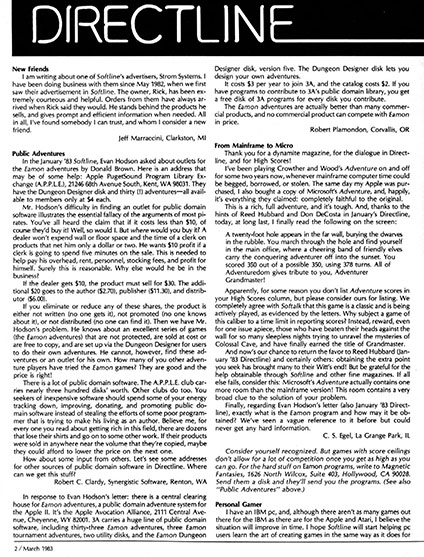 DIRECTLINE
New Friends
I am writing about one of Softline's advertisers, Strom Systems. I
have been doing business with them since May 1982, when we first
saw their advertisement in Softline. The owner, Rick, has been ex-
tremely courteous and helpful. Orders from them have always ar-
rived when Rick said they would. He stands behind the products he
sells, and gives prompt and efficient information when needed. All
in all, I've found somebody I can trust, and whom I consider a new
friend.
Jeff Marraccini, Clarkston, MI
Public Adventures
In the January '83 Softline, Evan Hodson asked about outlets for
the Eamon adventures by Donald Brown. Here is an address that
may be of some help: Apple PugetSound Program Library Ex-
change (A.P.P.L.E.), 21246 68th Avenue South, Kent, WA 98031. They
have the Dungeon Designer disk and thirty (!) adventures—all avail-
able to members only at $4 each.
Mr. Hodson's difficulty in finding an outlet for public domain
software illustrates the essential fallacy of the arguments of most pi-
rates. You've all heard the claim that if it costs less than $10, of
course they'd buy it! Well, so would I. But where would you buy it? A
dealer won't expend wall or floor space and the time of a clerk on
products that net him only a dollar or two. He wants $10 profit if a
clerk is going to spend five minutes on the sale. This is needed to
help pay his overhead, rent, personnel, stocking fees, and profit for
himself. Surely this is reasonable. Why else would he be in the
business?
If the dealer gets $10, the product must sell for $30. The addi-
tional $20 goes to the author ($2.70), publisher ($11.30), and distrib-
utor ($6.00).
If you eliminate or reduce any of these shares, the product is
either not written (no one gets it), not promoted (no one knows
about it), or not distributed (no one can find it). Then we have Mr.
Hodson's problem. He knows about an excellent series of games
(the Eamon adventures) that are not protected, are sold at cost or
are free to copy, and are set up via the Dungeon Designer for users
to do their own adventures. He cannot, however, find these ad-
ventures or an outlet for his own. How many of you other adven-
ture players have tried the Eamon games? They are good and the
price is right!
There is a lot of public domain software. The A.P.P.L.E. club car-
ries nearly three hundred disks' worth. Other clubs do too. You
seekers of inexpensive software should spend some of your energy
tracking down, improving, debating, and promoting public do-
main software instead of stealing the efforts of some poor program-
mer that is trying to make his living as an author. Believe me, for
every one you read about getting rich in this field, there are dozens
that lose their shirts and go on to some other work. If their products
were sold in anywhere near the volume that they're copied, maybe
they could afford to lower the price on the next one.
How about some input from others. Let's see some addresses
for other sources of public domain software in Directline. Where
can we get this stuff?
Robert C. Clardy, Synergistic Software, Renton, WA
In response to Evan Hodson's letter: there is a central clearing
house for Eamon adventures, a public domain adventure system for
the Apple II. It's the Apple Avocation Alliance, 2111 Central Ave-
nue, Cheyenne, WY 82001. 3A carries a huge line of public domain
software, including thirty-three Eamon adventures, three Eamon
tournament adventures, two utility disks, and the Eamon Dungeon
Designer disk, version five. The Dungeon Designer disk lets you
design your own adventures.
It costs $3 per year to join 3A, and the catalog costs $2. If you
have programs to contribute to 3A's public domain library, you get
a free disk of 3A programs for every disk you contribute.
The Eamon adventures are actually better than many commer-
cial products, and no commercial product can compete with Eamon
in price.
Robert Plamondon, Corvallis, OR
From Mainframe to Micro
Thank you for a dynamite magazine, for the dialogue in Direct-
line, and for High Scores!
I've been playing Crowther and Wood's Adventure on and off
for some two years now, wherever mainframe computer time could
be begged, borrowed, or stolen. The same day my Apple was pur-
chased, I also bought a copy of Microsoft's Adventure, and, happily,
it's everything they claimed: completely faithful to the original.
This is a rich, full adventure, and it's tough. And, thanks to the
hints of Reed Hubbard and Don DeCosta in January's Directline,
today, at long last, I finally read the following on the screen:
A twenty-foot hole appears in the far wall, burying the dwarves
in the rubble. You march through the hole and find yourself
in the main office, where a cheering band of friendly elves
carry the conquering adventurer off into the sunset. You
scored 350 out of a possible 350, using 378 turns. All of
Adventuredom gives tribute to you, Adventurer
Grandmaster!
Apparently, for some reason you don't list Adventure scores in
your High Scores column, but please consider ours for listing. We
completely agree with Softalk that this game is a classic and is being
actively played, as evidenced by the letters. Why subject a game of
this caliber to a time limit in reporting scores? Instead, reward, even
for one issue apiece, those who have beaten their heads against the
wall for so many sleepless nights trying to unravel the mysteries of
Colossal Cave, and have finally earned the title of Grandmaster.
And now's our chance to return the favor to Reed Hubbard (Janu-
ary '83 Directline) and certainly others: obtaining the extra point
you seek has brought many to their Wit's end! But be grateful for the
help obtainable through Softline and other fine magazines. If all
else fails, consider this: Microsoft's Adventure actually contains one
more room than the mainframe version! This room contains a very
broad clue to the solution of your problem.
Finally, regarding Evan Hodson's letter (also January '83 Direct-
line), exactly what is the Eamon program and how may it be ob-
tained? We've seen a vague reference to it before but could
never get any hard information.
C. S. Egel, La Grange Park, IL
Consider yourself recognized. But games with score ceilings
don't allow for a lot of competition once you get as high as you
can go. For the hard stuff on Eamon programs, write to Magnetic
Fantasies, 1626 North Wilcox, Suite 403, Hollywood, CA 90028.
Send them a disk and they'll send you the programs. (See also
"Public Adventures" above.)
Personal Gamer
I have an IBM pc, and, although there aren't as many games out
there for the IBM as there are for the Apple and Atari, I believe the
situation will improve in time. I hope Softline will start helping pc
users learn the art of creating games in the same way as it does for
2 / March 1983